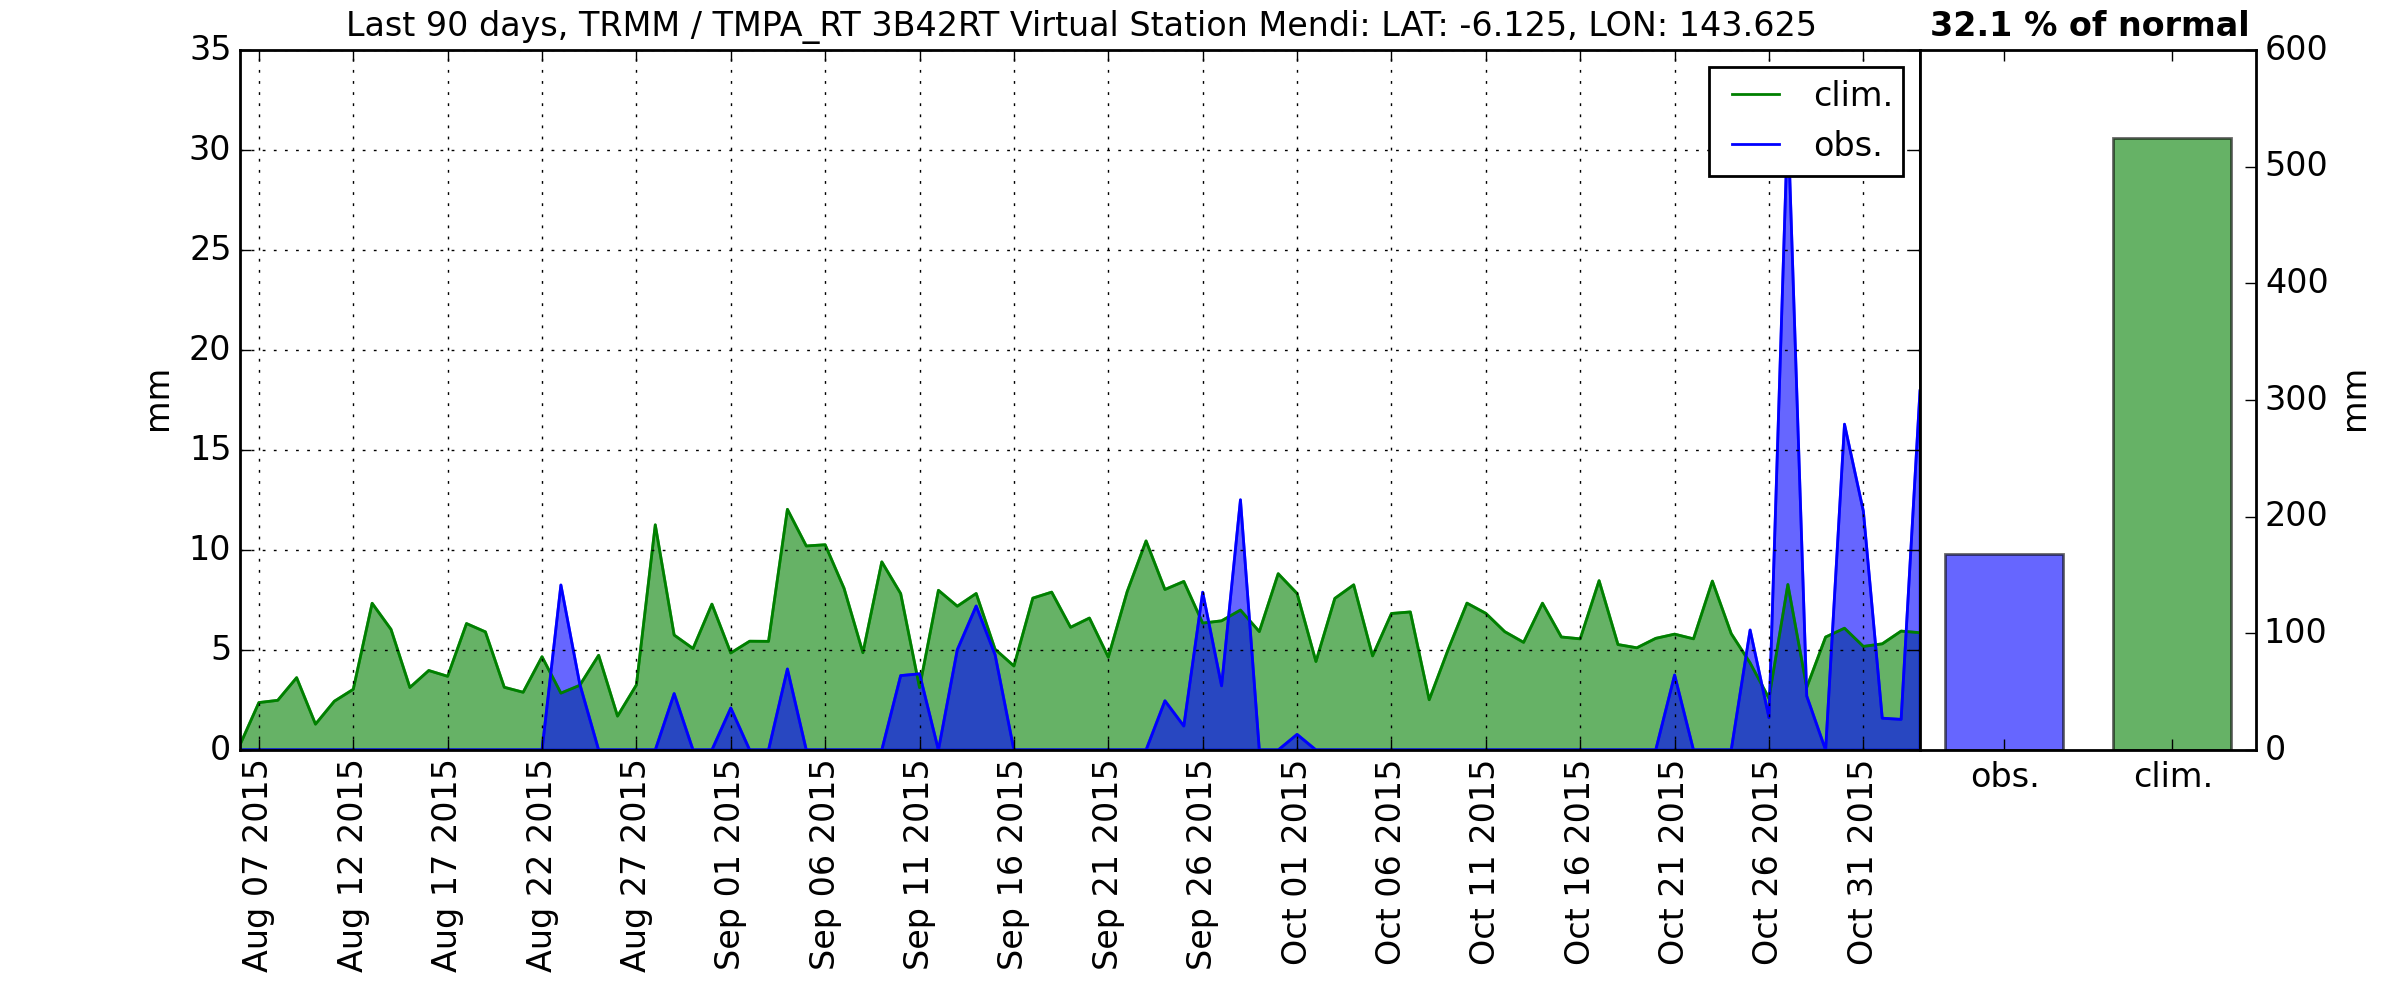 Last 90 days, TRMM / TMPA_RT 3B42RT Virtual Station Mendi: LAT: -6.125, LON: 143.625
32.1 % of normal
35
30
25
20
15
10
5
0
mm
clim.
obs.
600
500
400
300
200
100
0
mm
Aug 07 2015
Aug 12 2015
Aug 17 2015
Aug 22 2015
Aug 27 2015
Sep 01 2015
Sep 06 2015
Sep 11 2015
Sep 16 2015
Sep 21 2015
Sep 26 2015
Oct 01 2015
Oct 06 2015
Oct 11 2015
Oct 16 2015
Oct 21 2015
Oct 26 2015
Oct 31 2015
obs.
clim.